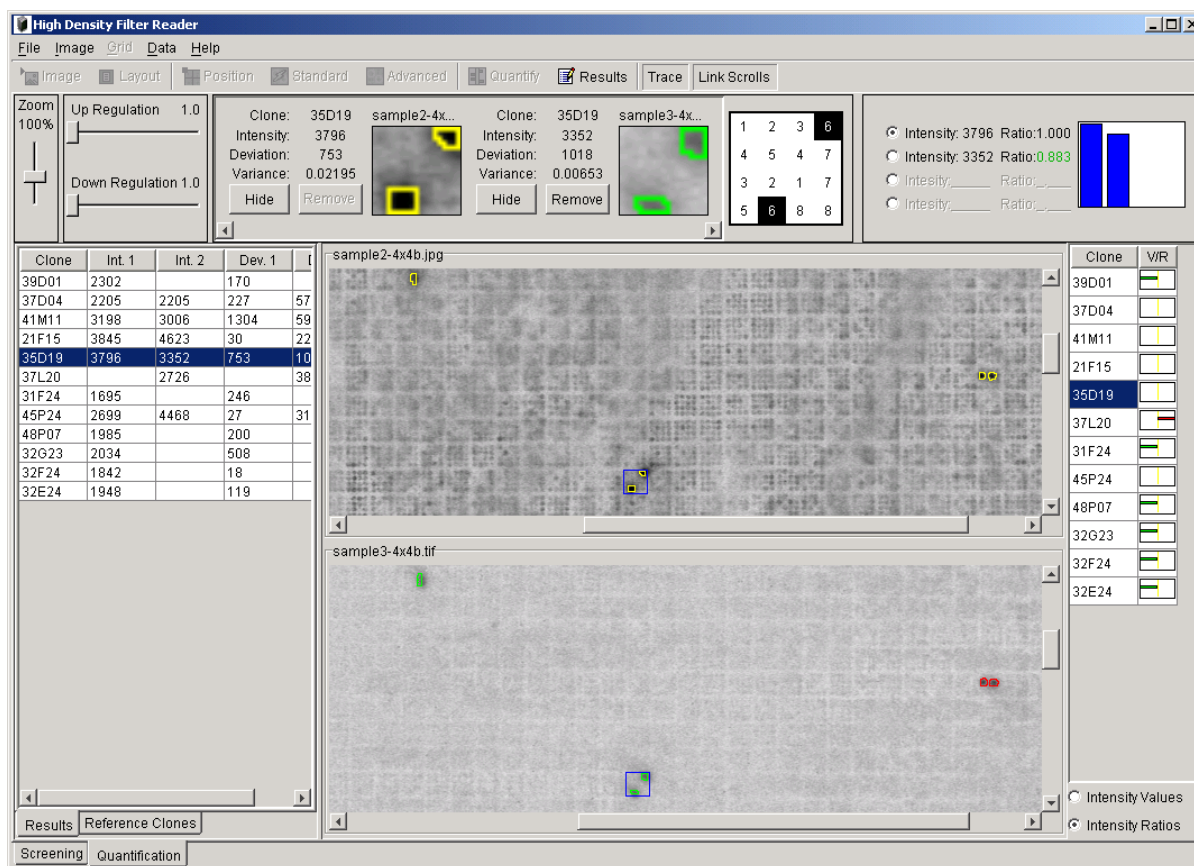 High Density Filter Reader
File Image Grid Data Help
Image Layout Position Standard Advanced Quantify Results Trace Link Scrolls
Zoom
100%
Up Regulation 1.0
Down Regulation 1.0
Clone: 35D19 sample2-4x...
Intensity: 3796
Deviation: 753
Variance: 0.02195
Hide Remove
Clone: 35D19 sample3-4x...
Intensity: 3352
Deviation: 1018
Variance: 0.00653
Hide Remove
1 2 3 6
4 5 4 7
3 2 1 7
5 6 8 8
Intensity: 3796 Ratio:1.000
Intensity: 3352 Ratio:0.883
Intesity:_____ Ratio:_.___
Intesity:_____ Ratio:_.___
Clone Int. 1 Int. 2 Dev. 1
39D01 2302 170
37D04 2205 2205 227 57
41M11 3198 3006 1304 59
21F15 3845 4623 30 22
35D19 3796 3352 753 10
37L20 2726 38
31F24 1695 246
45P24 2699 4468 27 31
48P07 1985 200
32G23 2034 508
32F24 1842 18
32E24 1948 119
Results Reference Clones
Screening Quantification
sample2-4x4b.jpg
sample3-4x4b.tif
Clone V/R
39D01
37D04
41M11
21F15
35D19
37L20
31F24
45P24
48P07
32G23
32F24
32E24
Intensity Values
Intensity Ratios